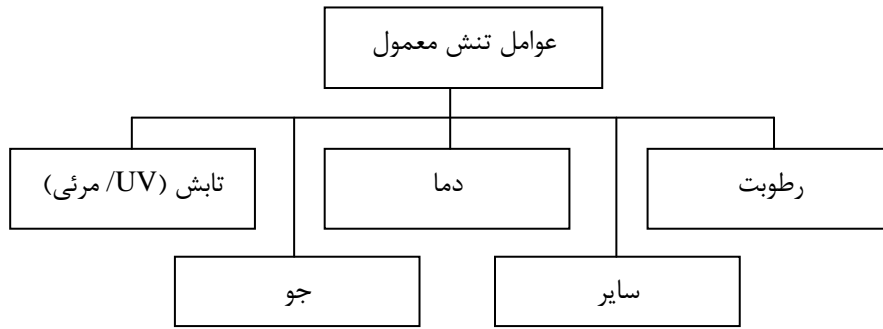 عوامل تنش معمول
رطوبت
دما
تابش (UV/ مرئی)
سایر
جو